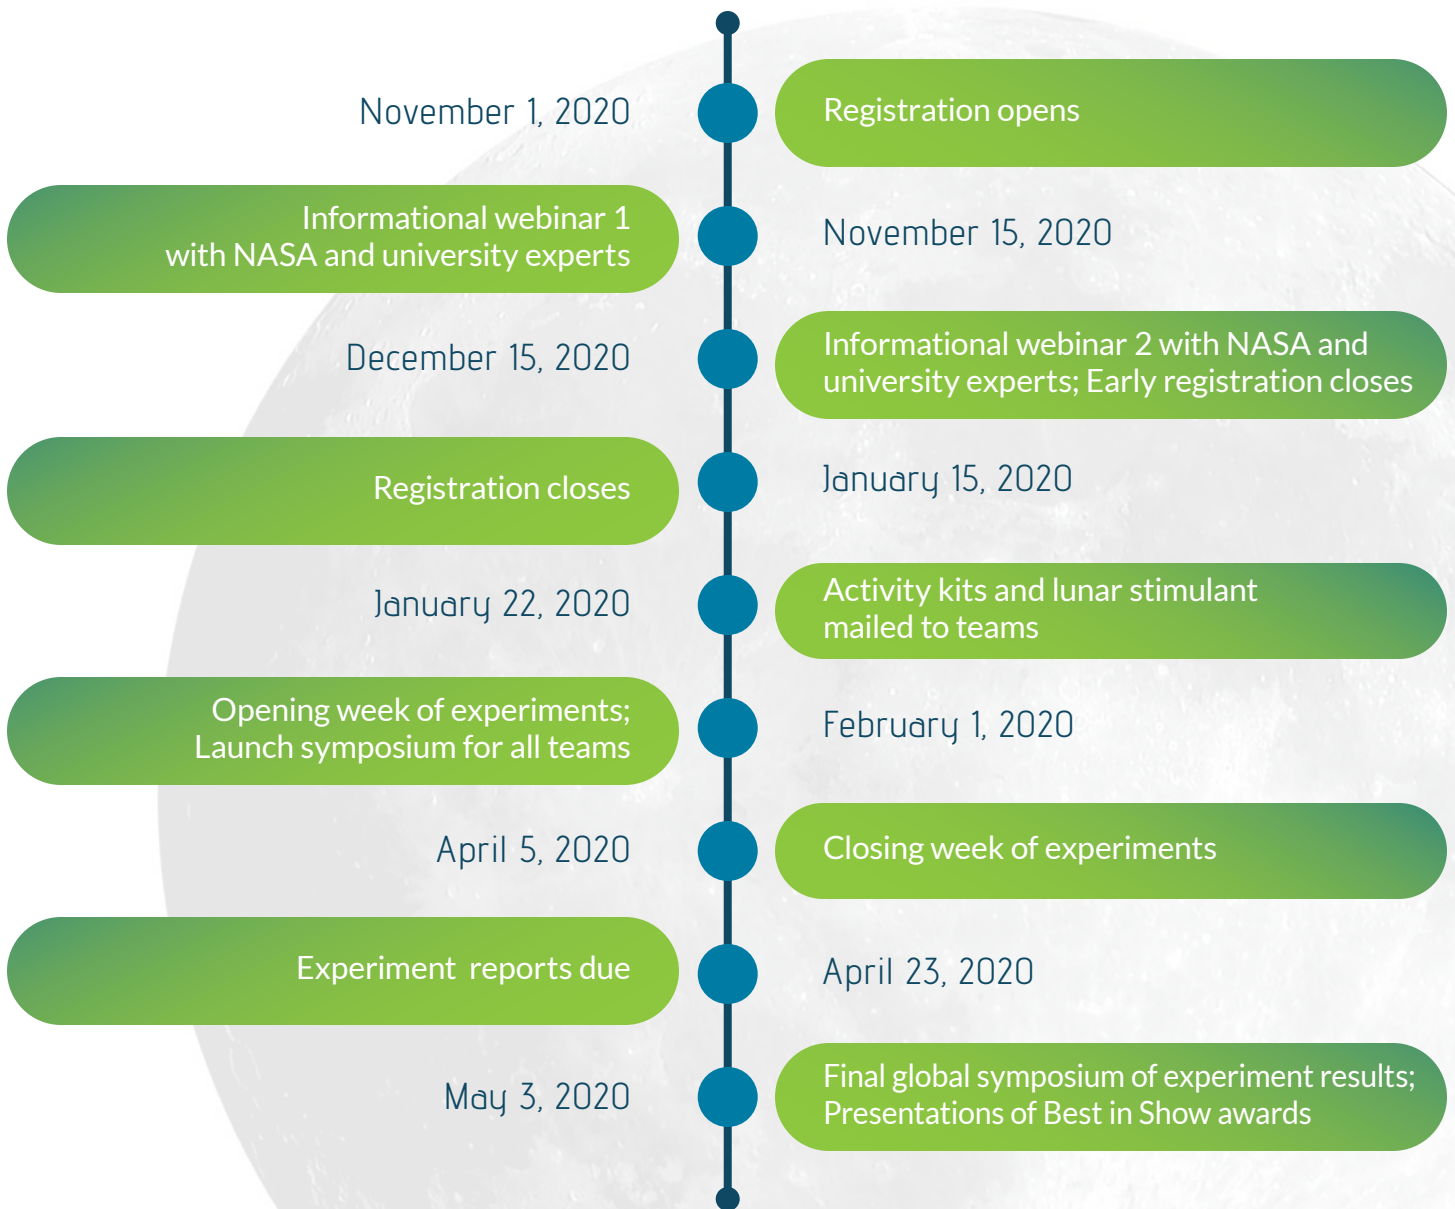 November 1, 2020
Registration opens
Informational webinar 1
with NASA and university experts
November 15, 2020
December 15, 2020
Informational webinar 2 with NASA and
university experts; Early registration closes
Registration closes
January 15, 2020
January 22, 2020
Activity kits and lunar stimulant
mailed to teams
Opening week of experiments;
Launch symposium for all teams
February 1, 2020
April 5, 2020
Closing week of experiments
Experiment reports due
April 23, 2020
May 3, 2020
Final global symposium of experiment results;
Presentations of Best in Show awards